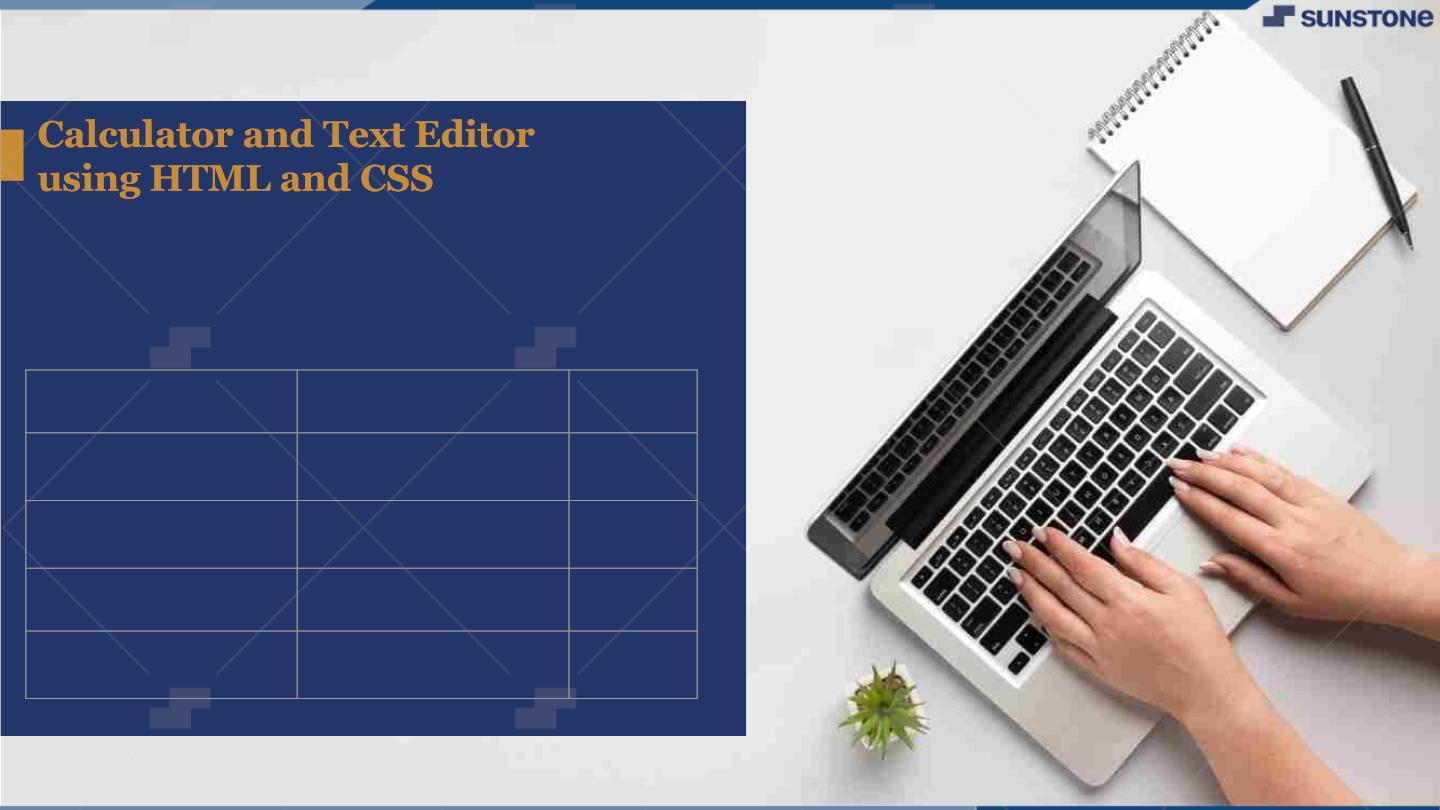 SUNSTONE
Calculator and Text Editor
using HTML and CSS